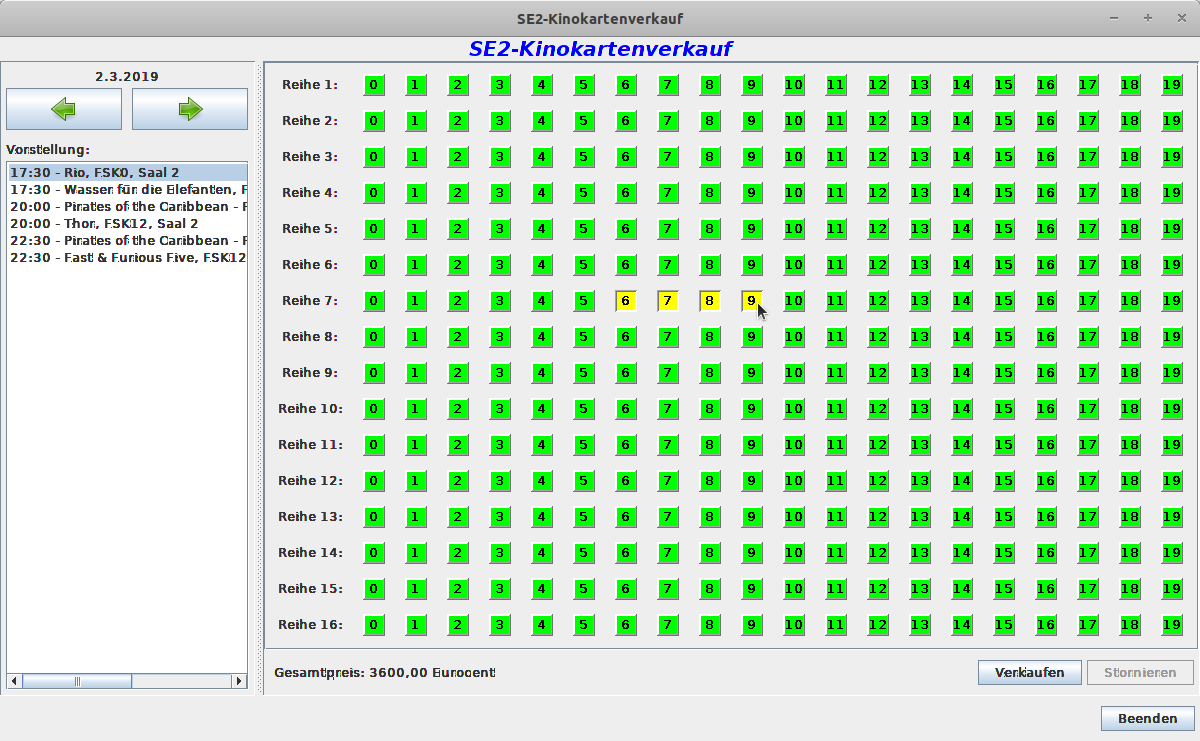 SE2-Kinokartenverkauf
SE2-Kinokartenverkauf
2.3.2019
Vorstellung:
17:30 - Rio, FSK0, Saal 2
17:30 - Wasser für die Elefanten, F
20:00 - Pirates of the Caribbean - F
20:00 - Thor, FSK12, Saal 2
22:30 - Pirates of the Caribbean - F
22:30 - Fast & Furious Five, FSK12
Reihe 1: 0 1 2 3 4 5 6 7 8 9 10 11 12 13 14 15 16 17 18 19
Reihe 2: 0 1 2 3 4 5 6 7 8 9 10 11 12 13 14 15 16 17 18 19
Reihe 3: 0 1 2 3 4 5 6 7 8 9 10 11 12 13 14 15 16 17 18 19
Reihe 4: 0 1 2 3 4 5 6 7 8 9 10 11 12 13 14 15 16 17 18 19
Reihe 5: 0 1 2 3 4 5 6 7 8 9 10 11 12 13 14 15 16 17 18 19
Reihe 6: 0 1 2 3 4 5 6 7 8 9 10 11 12 13 14 15 16 17 18 19
Reihe 7: 0 1 2 3 4 5 6 7 8 9 10 11 12 13 14 15 16 17 18 19
Reihe 8: 0 1 2 3 4 5 6 7 8 9 10 11 12 13 14 15 16 17 18 19
Reihe 9: 0 1 2 3 4 5 6 7 8 9 10 11 12 13 14 15 16 17 18 19
Reihe 10: 0 1 2 3 4 5 6 7 8 9 10 11 12 13 14 15 16 17 18 19
Reihe 11: 0 1 2 3 4 5 6 7 8 9 10 11 12 13 14 15 16 17 18 19
Reihe 12: 0 1 2 3 4 5 6 7 8 9 10 11 12 13 14 15 16 17 18 19
Reihe 13: 0 1 2 3 4 5 6 7 8 9 10 11 12 13 14 15 16 17 18 19
Reihe 14: 0 1 2 3 4 5 6 7 8 9 10 11 12 13 14 15 16 17 18 19
Reihe 15: 0 1 2 3 4 5 6 7 8 9 10 11 12 13 14 15 16 17 18 19
Reihe 16: 0 1 2 3 4 5 6 7 8 9 10 11 12 13 14 15 16 17 18 19
Gesamtpreis: 3600,00 Eurocent
Verkaufen
Stornieren
Beenden